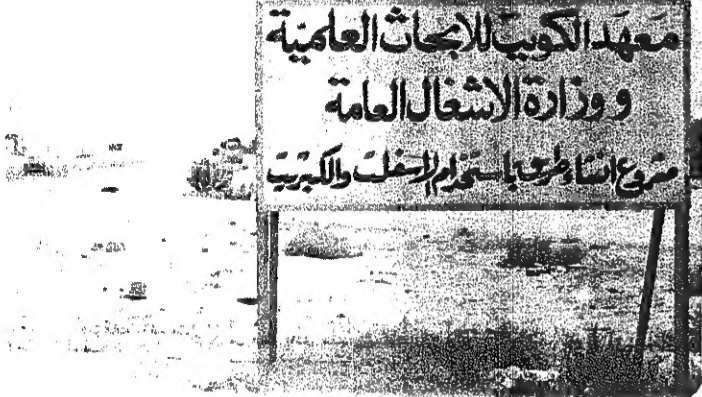 معهد الكويت للابحاث العلمية
و وزارة الاشغال العامة
مشروع انشاء طرق باستخدام الاسفلت والكبريت